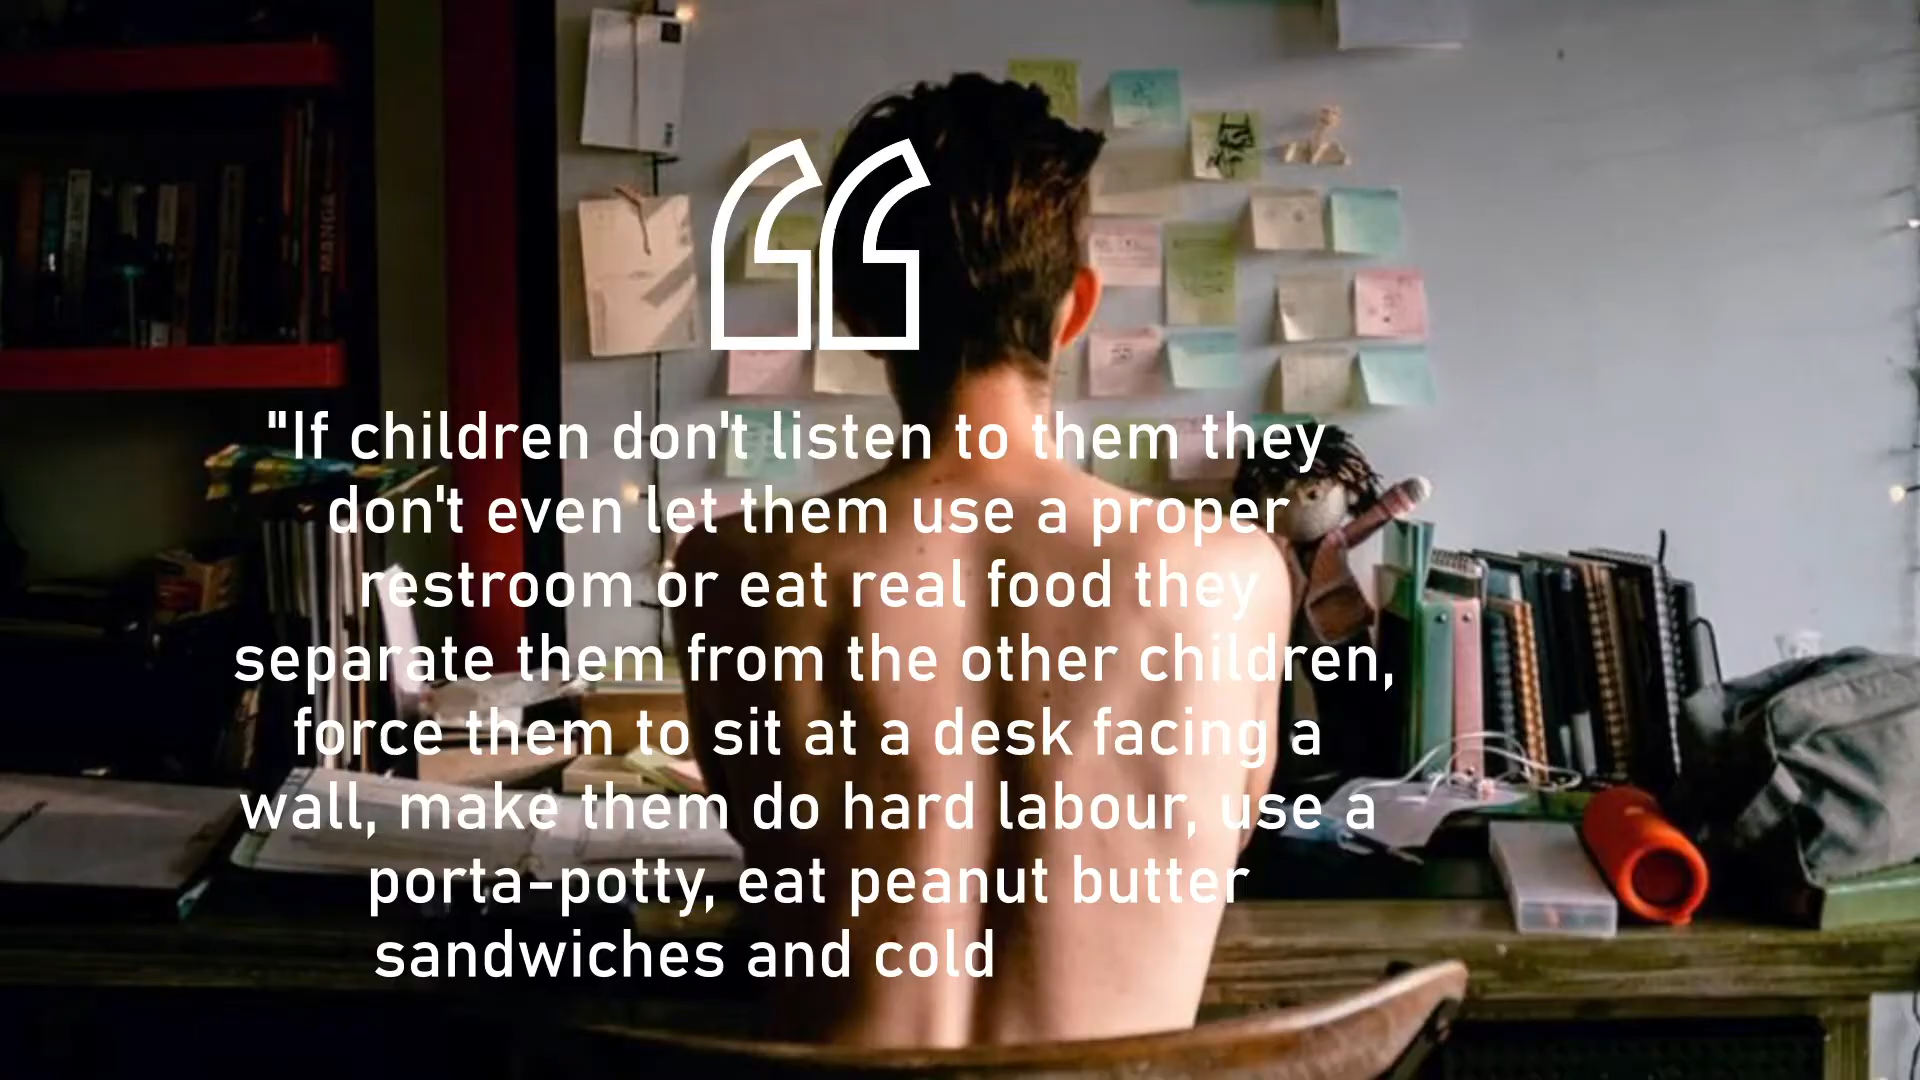 MANGA
"If children don't listen to them they
don't even let them use a proper
restroom or eat real food they
separate them from the other children,
force them to sit at a desk facing a
wall, make them do hard labour, use a
porta-potty, eat peanut butter
sandwiches and cold